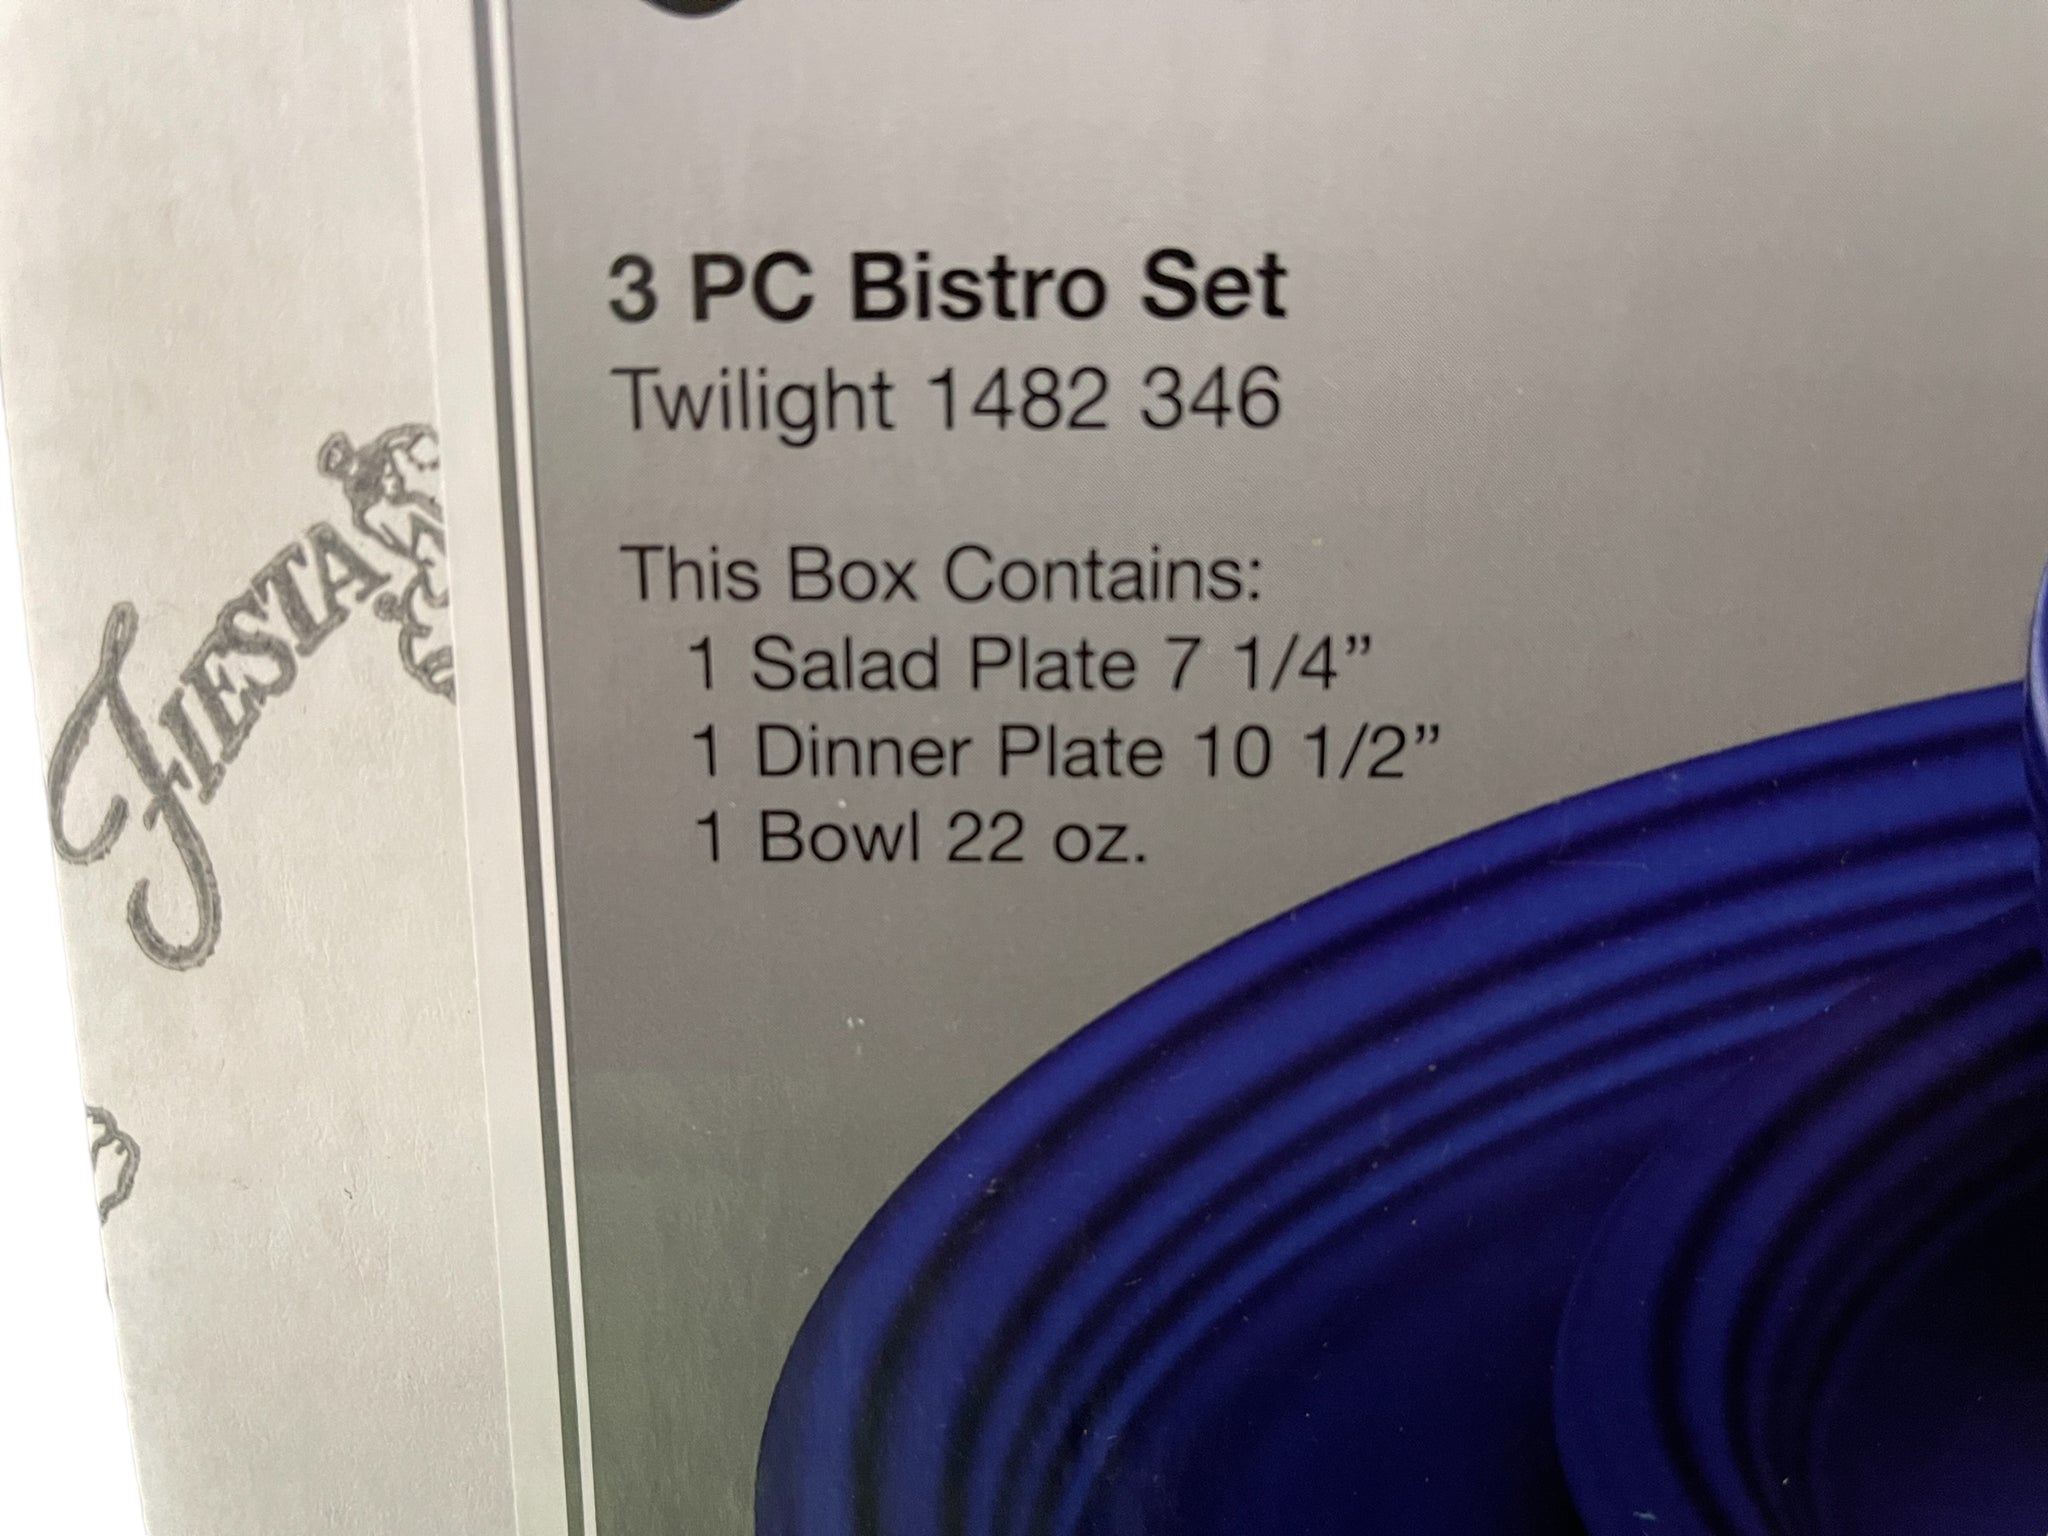 FIESTA®
3 PC Bistro Set
Twilight 1482 346
This Box Contains:
1 Salad Plate 7 1/4”
1 Dinner Plate 10 1/2”
1 Bowl 22 oz.